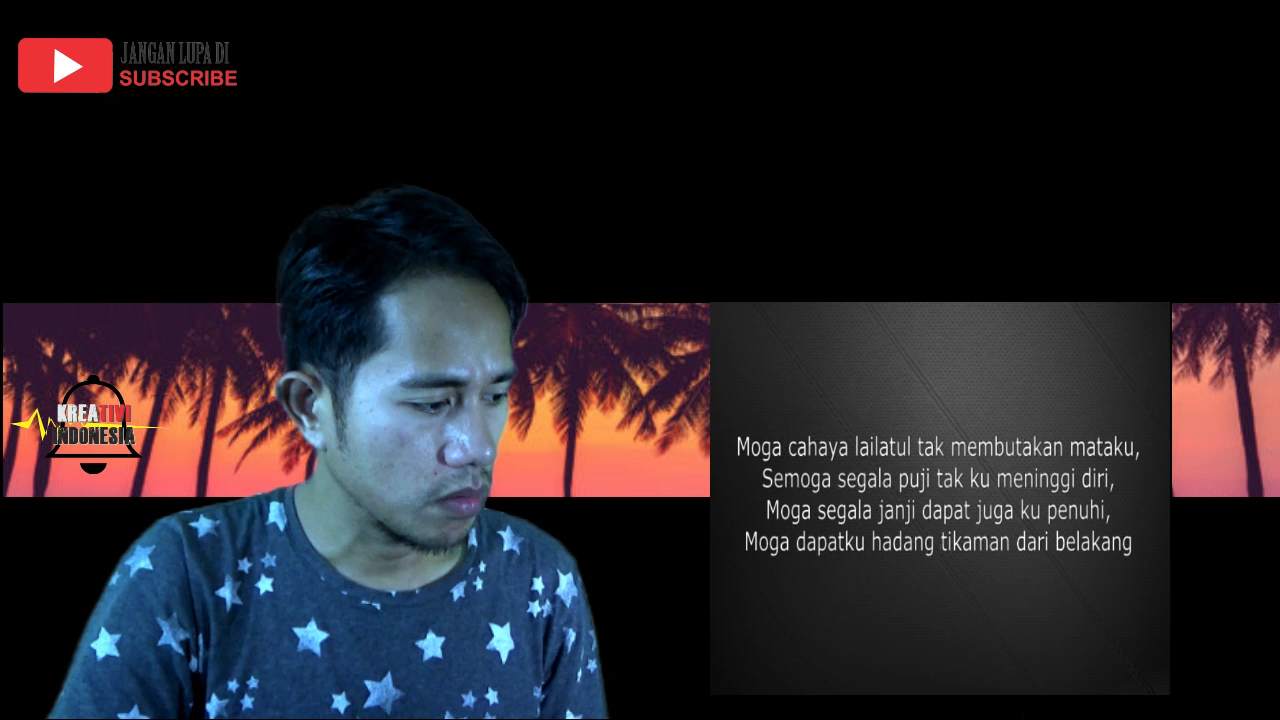 JANGAN LUPA DI
SUBSCRIBE
KREATIVI
INDONESIA
Moga cahaya lailatul tak membutakan mataku,
Semoga segala puji tak ku meninggi diri,
Moga segala janji dapat juga ku penuhi,
Moga dapatku hadang tikaman dari belakang